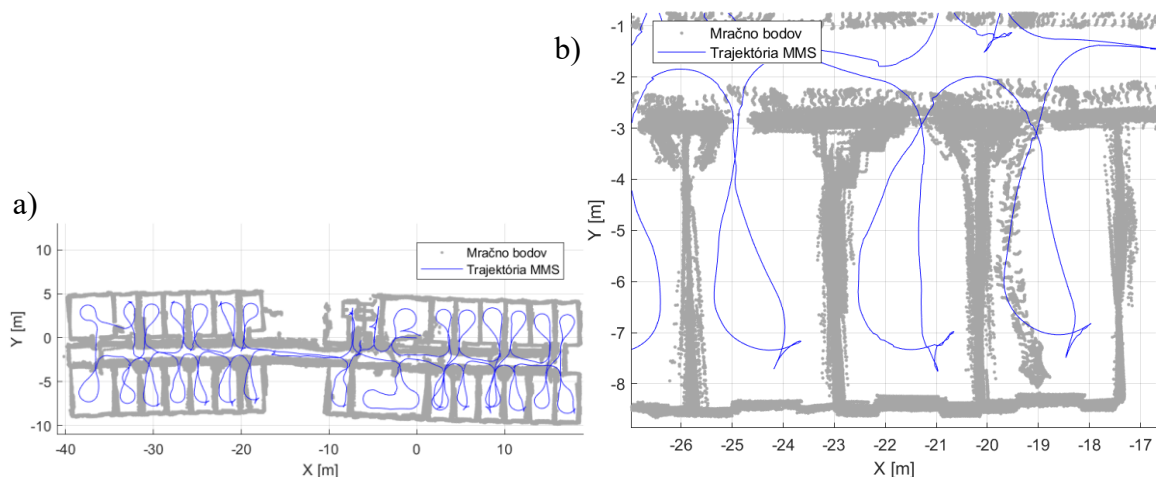 a)
Mračno bodov
Trajektória MMS
10
5
0
-5
-10
Y [m]
-40
-30
-20
-10
0
10
X [m]
b)
Mračno bodov
Trajektória MMS
-1
-2
-3
-4
-5
-6
-7
-8
Y [m]
-26
-25
-24
-23
-22
-21
-20
-19
-18
-17
X [m]